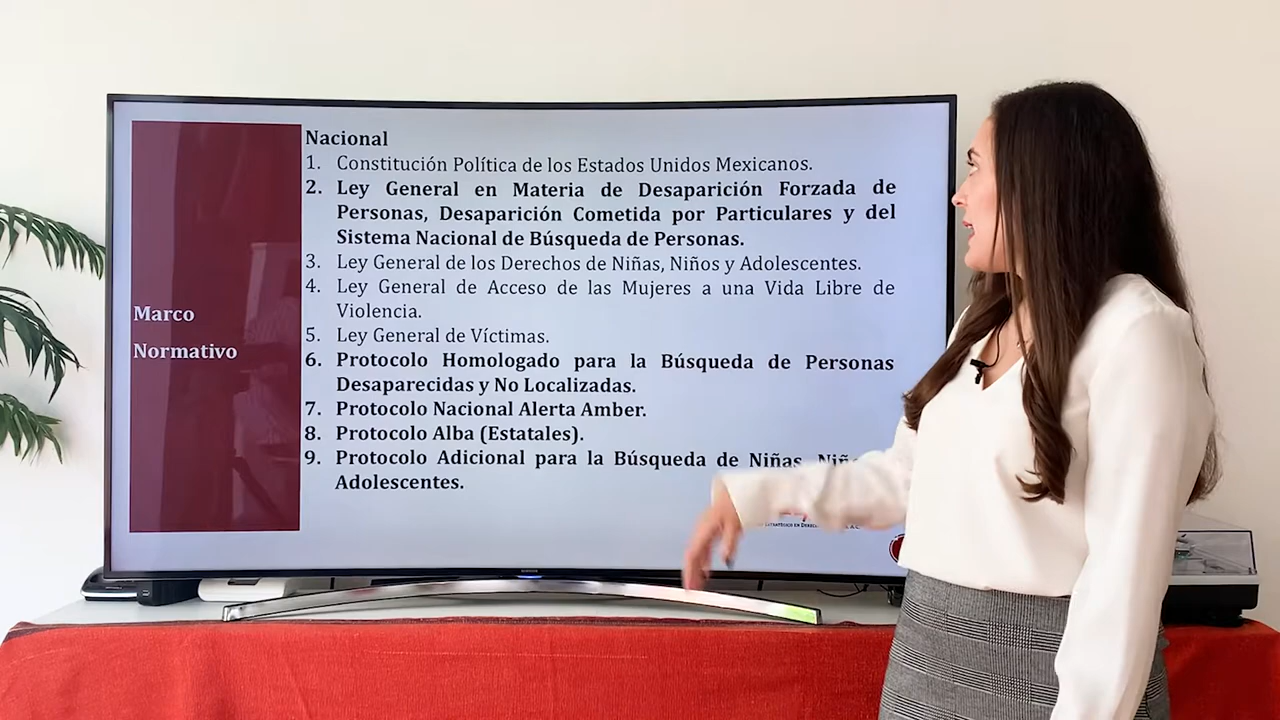 Nacional
1. Constitución Política de los Estados Unidos Mexicanos.
2. Ley General en Materia de Desaparición Forzada de
Personas, Desaparición Cometida por Particulares y del
Sistema Nacional de Búsqueda de Personas.
3. Ley General de los Derechos de Niñas, Niños y Adolescentes.
4. Ley General de Acceso de las Mujeres a una Vida Libre de
Violencia.
5. Ley General de Víctimas.
6. Protocolo Homologado para la Búsqueda de Personas
Desaparecidas y No Localizadas.
7. Protocolo Nacional Alerta Amber.
8. Protocolo Alba (Estatales).
9. Protocolo Adicional para la Búsqueda de Niñas,
Adolescentes.
Marco
Normativo